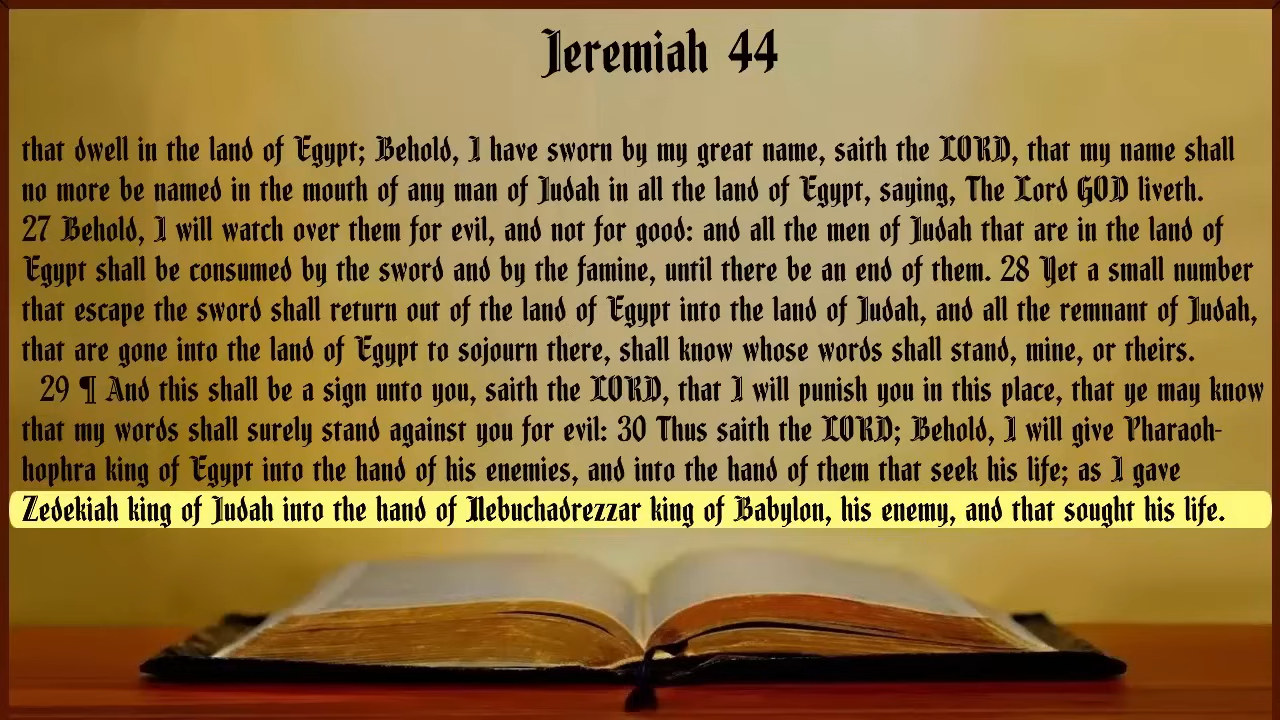 Jeremiah 44
that dwell in the land of Egypt; Behold, I have sworn by my great name, saith the LORD, that my name shall
no more be named in the mouth of any man of Judah in all the land of Egypt, saying, The Lord GOD liveth.
27 Behold, I will watch over them for evil, and not for good: and all the men of Judah that are in the land of
Egypt shall be consumed by the sword and by the famine, until there be an end of them. 28 Yet a small number
that escape the sword shall return out of the land of Egypt into the land of Judah, and all the remnant of Judah,
that are gone into the land of Egypt to sojourn there, shall know whose words shall stand, mine, or theirs.
29 ¶ And this shall be a sign unto you, saith the LORD, that I will punish you in this place, that ye may know
that my words shall surely stand against you for evil: 30 Thus saith the LORD; Behold, I will give Pharaoh-
hophra king of Egypt into the hand of his enemies, and into the hand of them that seek his life; as I gave
Zedekiah king of Judah into the hand of Nebuchadrezzar king of Babylon, his enemy, and that sought his life.